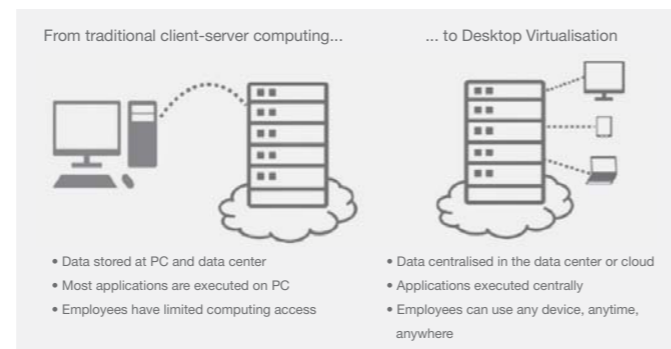 From traditional client-server computing...
... to Desktop Virtualisation
• Data stored at PC and data center
• Most applications are executed on PC
• Employees have limited computing access
• Data centralised in the data center or cloud
• Applications executed centrally
• Employees can use any device, anytime,
anywhere